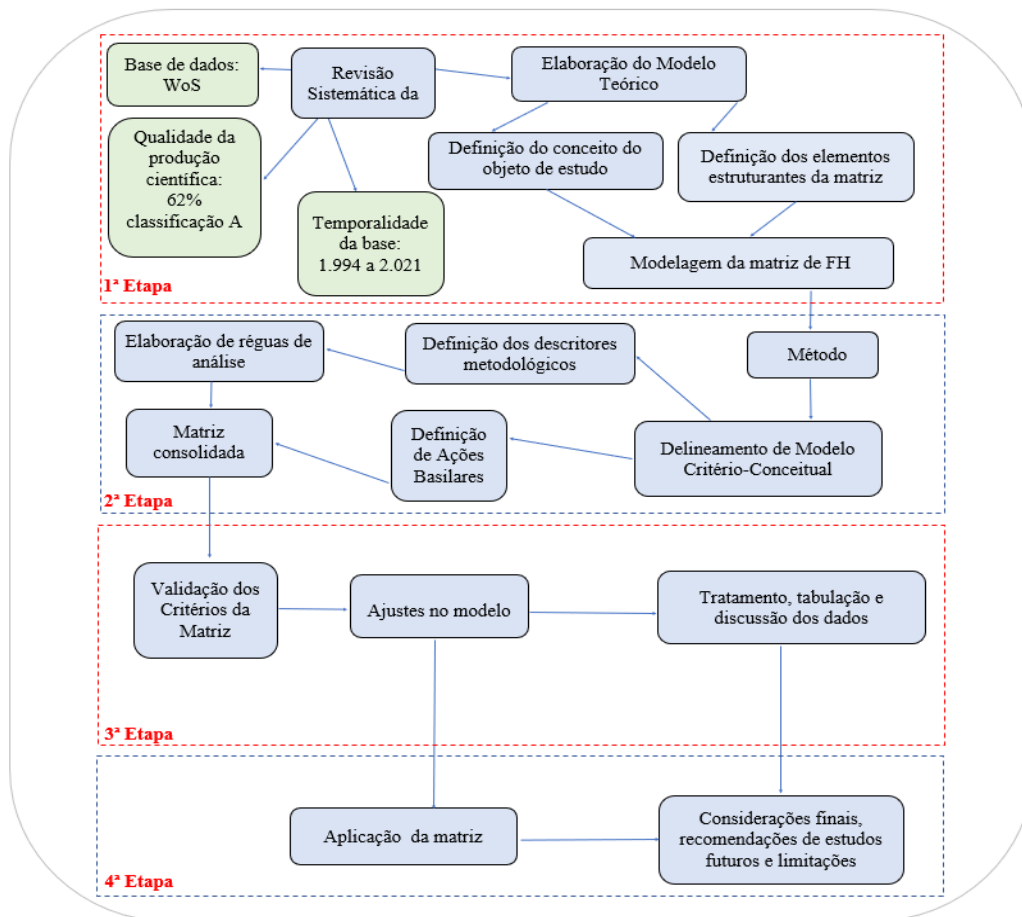 Base de dados:
WoS
Revisão
Sistemática da
Elaboração do Modelo
Teórico
Qualidade da
produção
científica:
62%
classificação A
Temporalidade
da base:
1.994 a 2.021
Definição do conceito do
objeto de estudo
Definição dos elementos
estruturantes da matriz
Modelagem da matriz de FH
1ª Etapa
Elaboração de réguas de
análise
Definição dos descritores
metodológicos
Método
Matriz
consolidada
Definição
de Ações
Basilares
Delineamento de Modelo
Critério-Conceitual
2ª Etapa
Validação dos
Critérios da
Matriz
Ajustes no modelo
Tratamento, tabulação e
discussão dos dados
3ª Etapa
Aplicação da matriz
Considerações finais,
recomendações de estudos
futuros e limitações
4ª Etapa